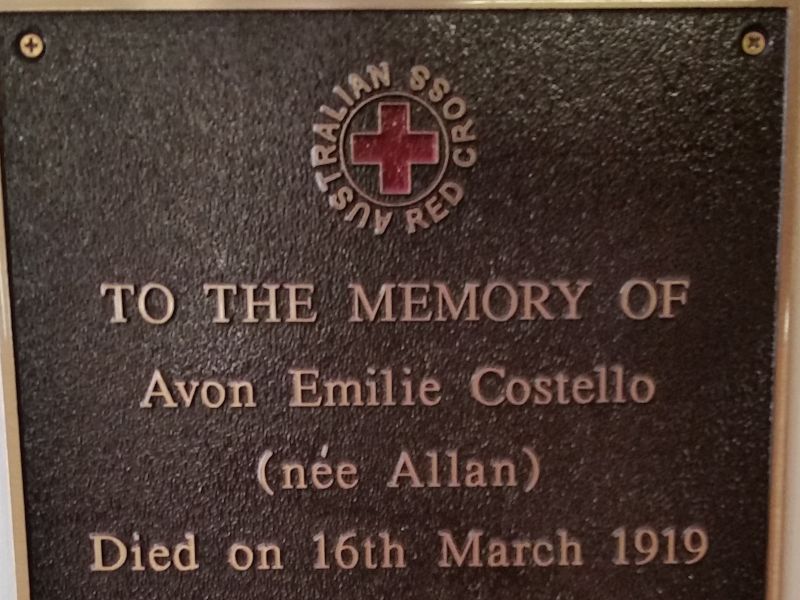 AUSTRALIAN RED CROSS
TO THE MEMORY OF
Avon Emilie Costello
(née Allan)
Died on 16th March 1919